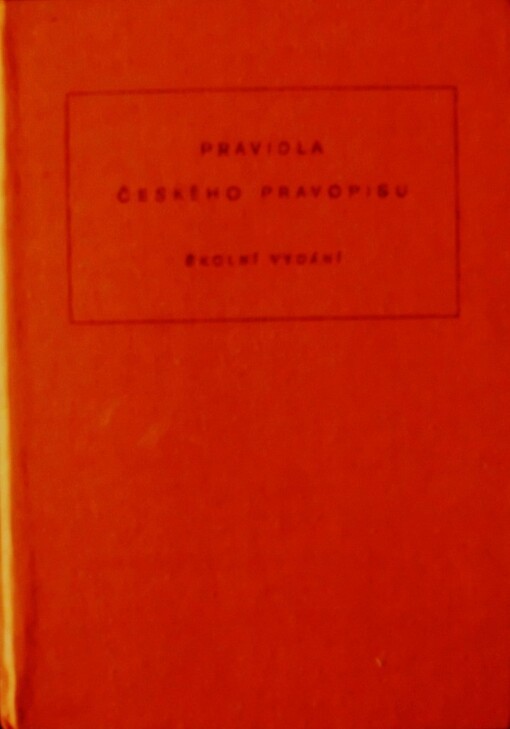 PRAVIDLA
ČESKÉHO PRAVOPISU
ŠKOLNÍ VYDÁNÍ